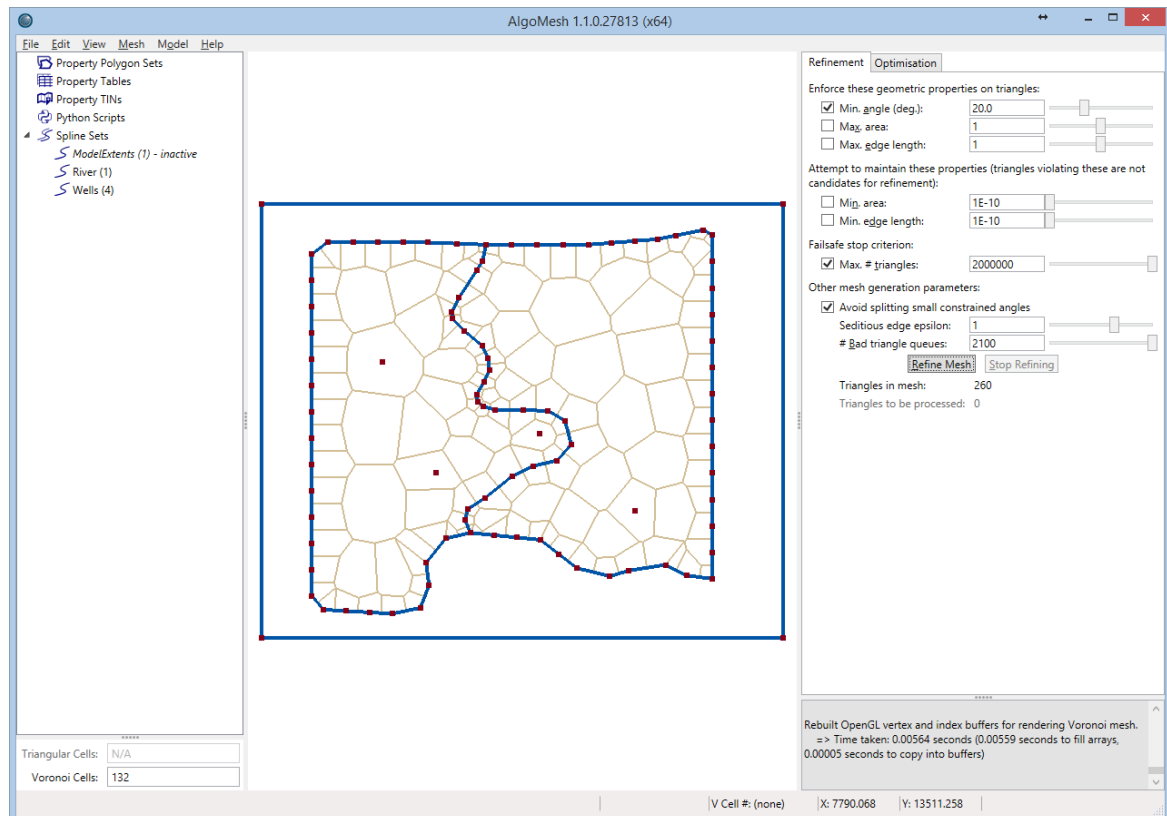 AlgoMesh 1.1.0.27813 (x64)
File Edit View Mesh Model Help
Property Polygon Sets
Property Tables
Property TINs
Python Scripts
Spline Sets
ModelExtents (1) - inactive
River (1)
Wells (4)
Triangular Cells: N/A
Voronoi Cells: 132
Refinement Optimisation
Enforce these geometric properties on triangles:
Min. angle (deg.): 20.0
Max. area: 1
Max. edge length: 1
Attempt to maintain these properties (triangles violating these are not
candidates for refinement):
Min. area: 1E-10
Min. edge length: 1E-10
Failsafe stop criterion:
Max. # triangles: 2000000
Other mesh generation parameters:
Avoid splitting small constrained angles
Seditious edge epsilon: 1
# Bad triangle queues: 2100
Refine Mesh Stop Refining
Triangles in mesh: 260
Triangles to be processed: 0
Rebuilt OpenGL vertex and index buffers for rendering Voronoi mesh.
=> Time taken: 0.00564 seconds (0.00559 seconds to fill arrays,
0.00005 seconds to copy into buffers)
V Cell #: (none) X: 7790.068 Y: 13511.258